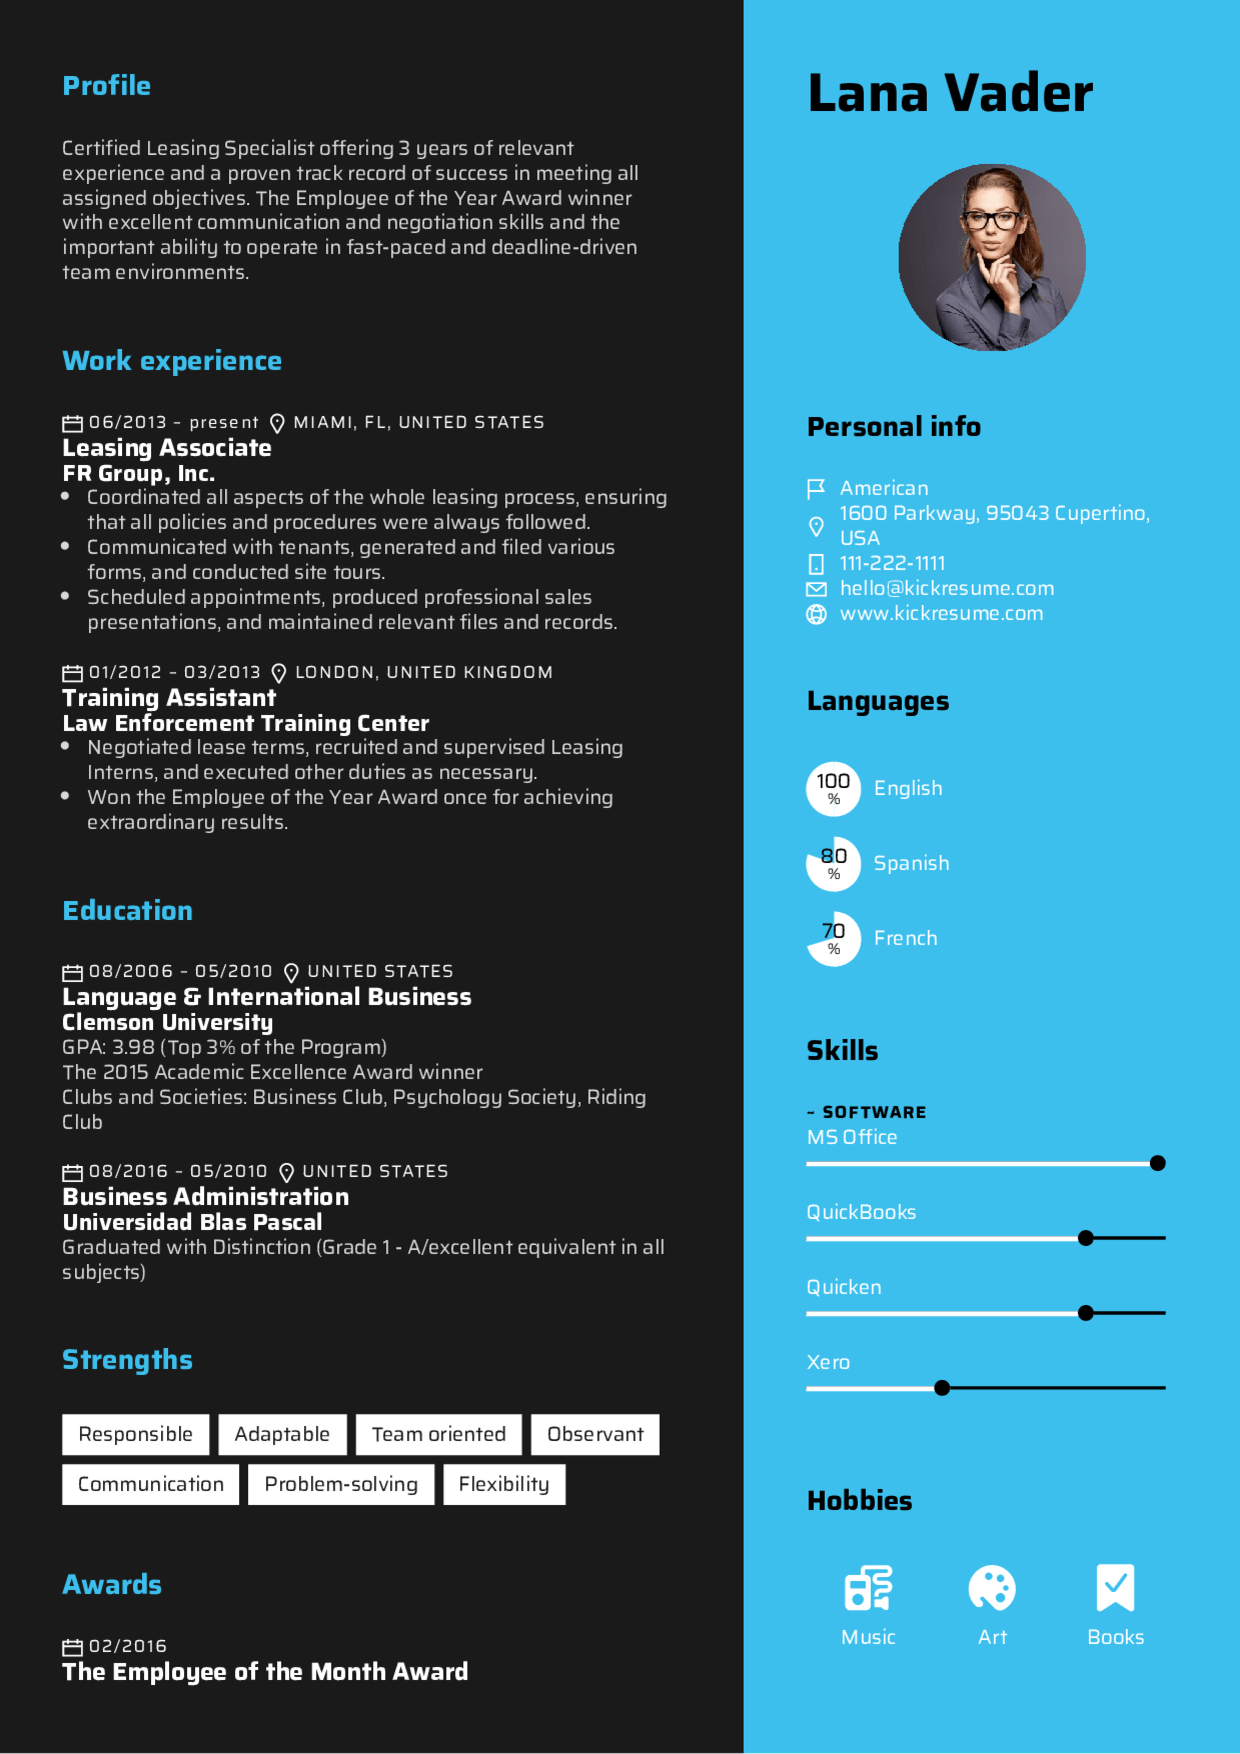 Profile
Certified Leasing Specialist offering 3 years of relevant
experience and a proven track record of success in meeting all
assigned objectives. The Employee of the Year Award winner
with excellent communication and negotiation skills and the
important ability to operate in fast-paced and deadline-driven
team environments.
Work experience
06/2013 – present MIAMI, FL, UNITED STATES
Leasing Associate
FR Group, Inc.
• Coordinated all aspects of the whole leasing process, ensuring
that all policies and procedures were always followed.
• Communicated with tenants, generated and filed various
forms, and conducted site tours.
• Scheduled appointments, produced professional sales
presentations, and maintained relevant files and records.
01/2012 – 03/2013 LONDON, UNITED KINGDOM
Training Assistant
Law Enforcement Training Center
• Negotiated lease terms, recruited and supervised Leasing
Interns, and executed other duties as necessary.
• Won the Employee of the Year Award once for achieving
extraordinary results.
Education
08/2006 – 05/2010 UNITED STATES
Language & International Business
Clemson University
GPA: 3.98 (Top 3% of the Program)
The 2015 Academic Excellence Award winner
Clubs and Societies: Business Club, Psychology Society, Riding
Club
08/2016 – 05/2010 UNITED STATES
Business Administration
Universidad Blas Pascal
Graduated with Distinction (Grade 1 - A/excellent equivalent in all
subjects)
Strengths
Responsible Adaptable Team oriented Observant
Communication Problem-solving Flexibility
Awards
02/2016
The Employee of the Month Award
Lana Vader
Personal info
American
1600 Parkway, 95043 Cupertino,
USA
111-222-1111
hello@kickresume.com
www.kickresume.com
Languages
100
%
English
80
%
Spanish
70
%
French
Skills
~ SOFTWARE
MS Office
QuickBooks
Quicken
Xero
Hobbies
Music Art Books